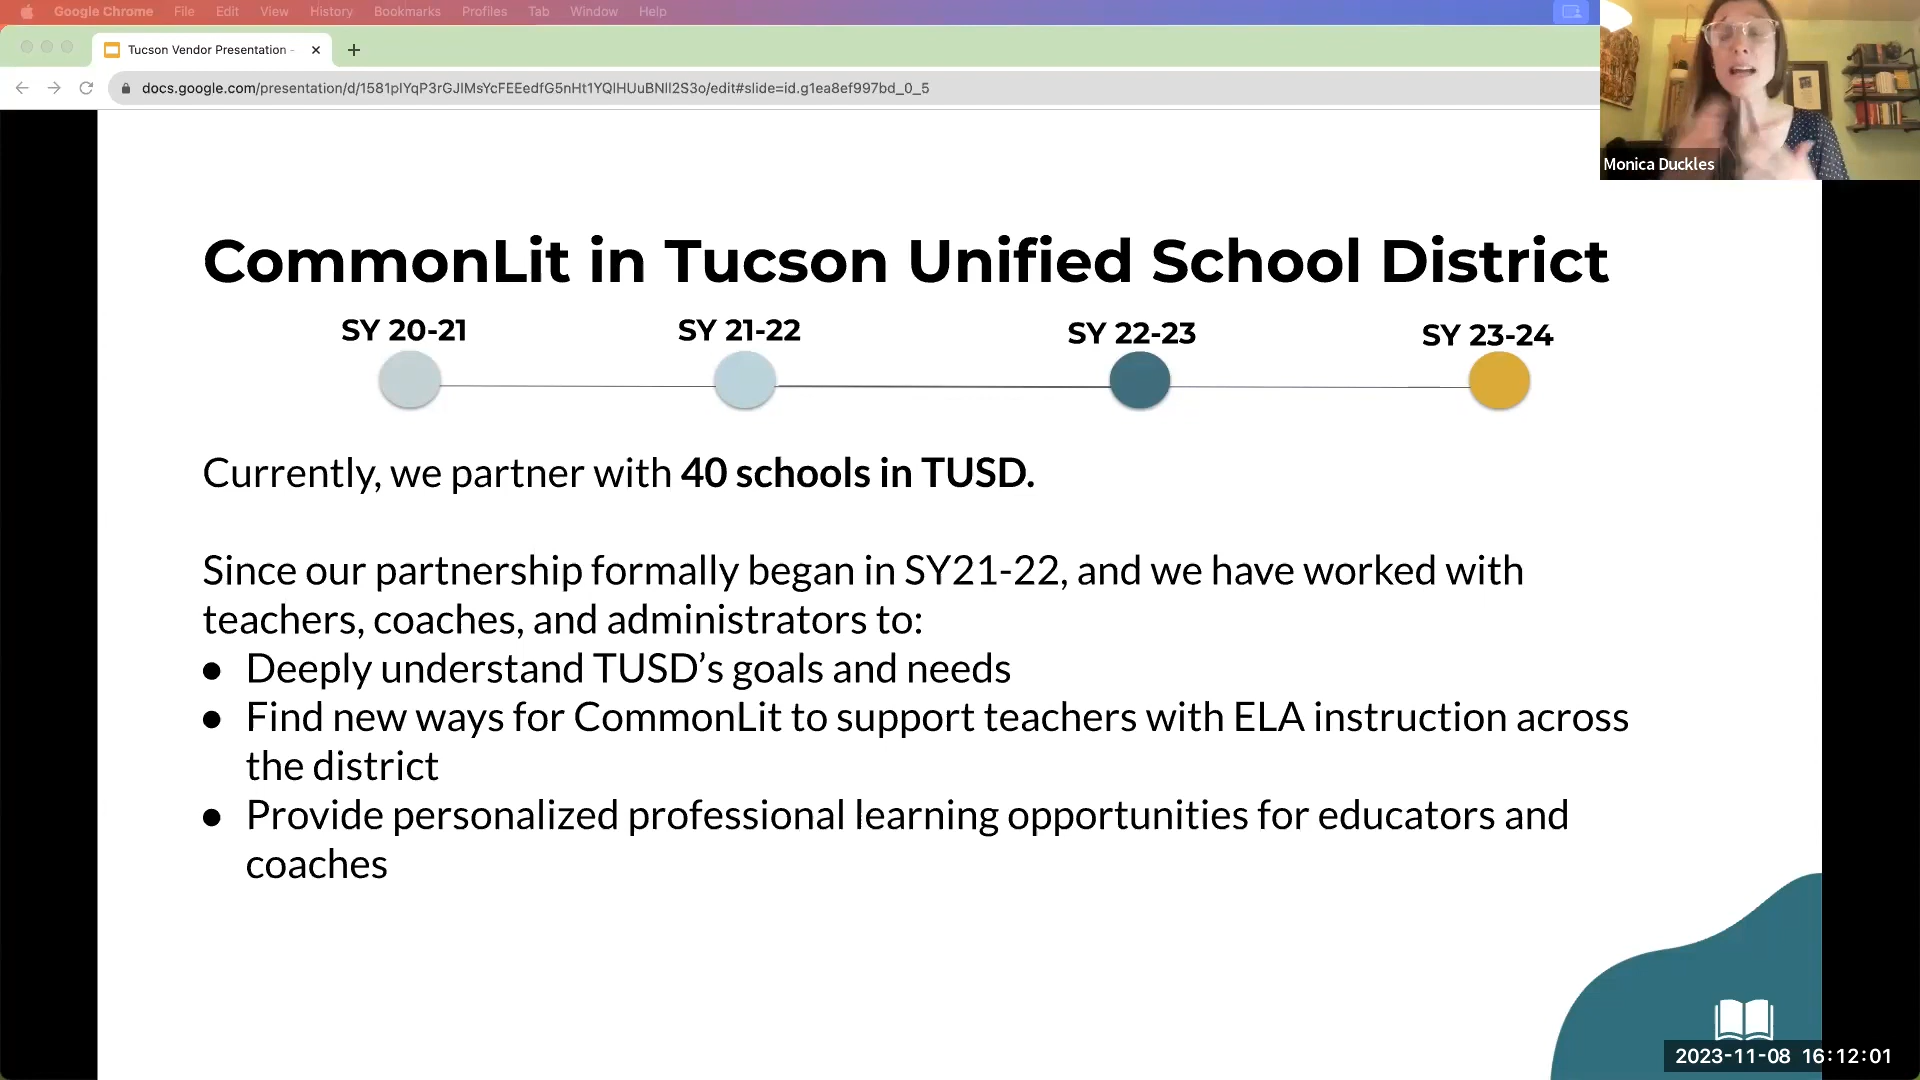 Google Chrome File Edit View History Bookmarks Profiles Tab Window Help
Tucson Vendor Presentation -
docs.google.com/presentation/d/1581pIYqP3rGJIMsYcFEEedfG5nHt1YQIHUuBNIl2S3o/edit#slide=id.g1ea8ef997bd_0_5
Monica Duckles
CommonLit in Tucson Unified School District
SY 20-21 SY 21-22 SY 22-23 SY 23-24
Currently, we partner with 40 schools in TUSD.
Since our partnership formally began in SY21-22, and we have worked with
teachers, coaches, and administrators to:
● Deeply understand TUSD’s goals and needs
● Find new ways for CommonLit to support teachers with ELA instruction across
the district
● Provide personalized professional learning opportunities for educators and
coaches
2023-11-08 16:12:01